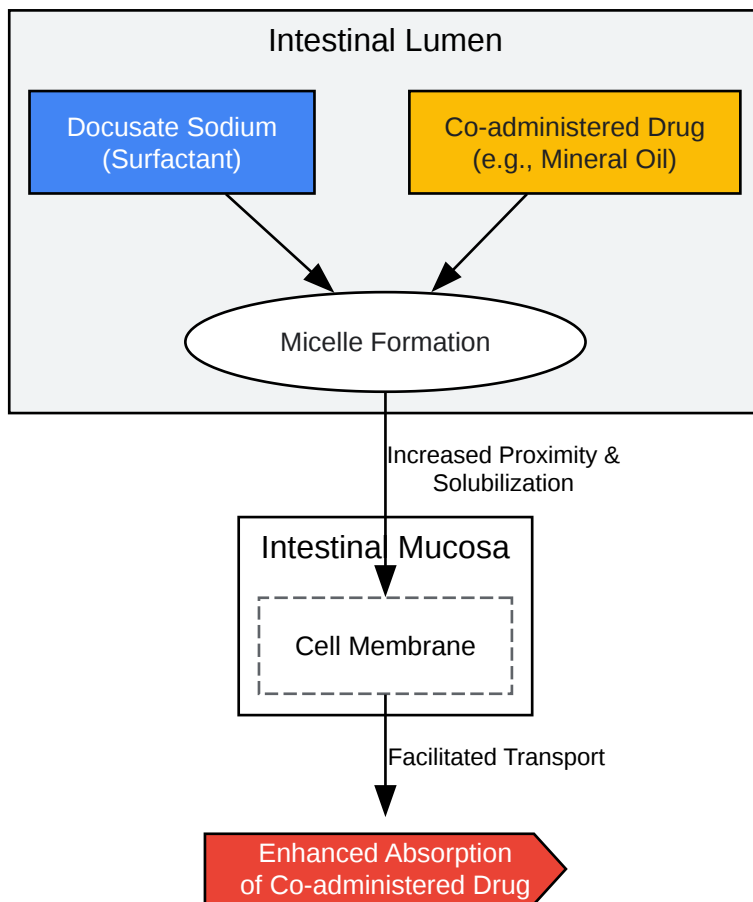 Intestinal Lumen
Docusate Sodium
(Surfactant)
Co-administered Drug
(e.g., Mineral Oil)
Micelle Formation
Increased Proximity &
Solubilization
Intestinal Mucosa
Cell Membrane
Facilitated Transport
Enhanced Absorption
of Co-administered Drug